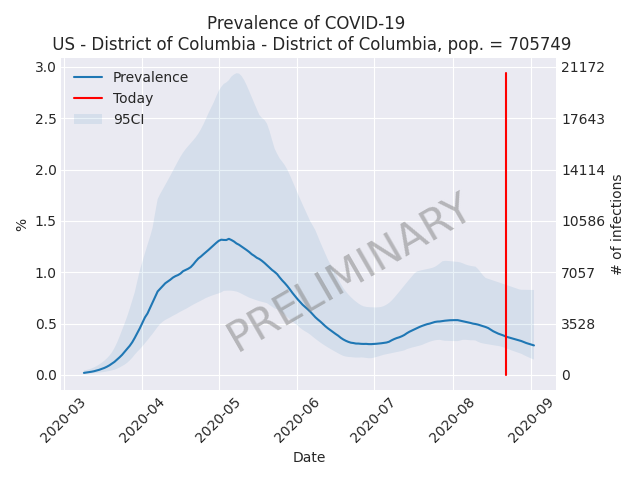 Prevalence of COVID-19
US - District of Columbia - District of Columbia, pop. = 705749
Prevalence
Today
95CI
PRELIMINARY
%
3.0
2.5
2.0
1.5
1.0
0.5
0.0
21172
17643
14114
10586
7057
3528
0
# of infections
2020-03
2020-04
2020-05
2020-06
2020-07
2020-08
2020-09
Date